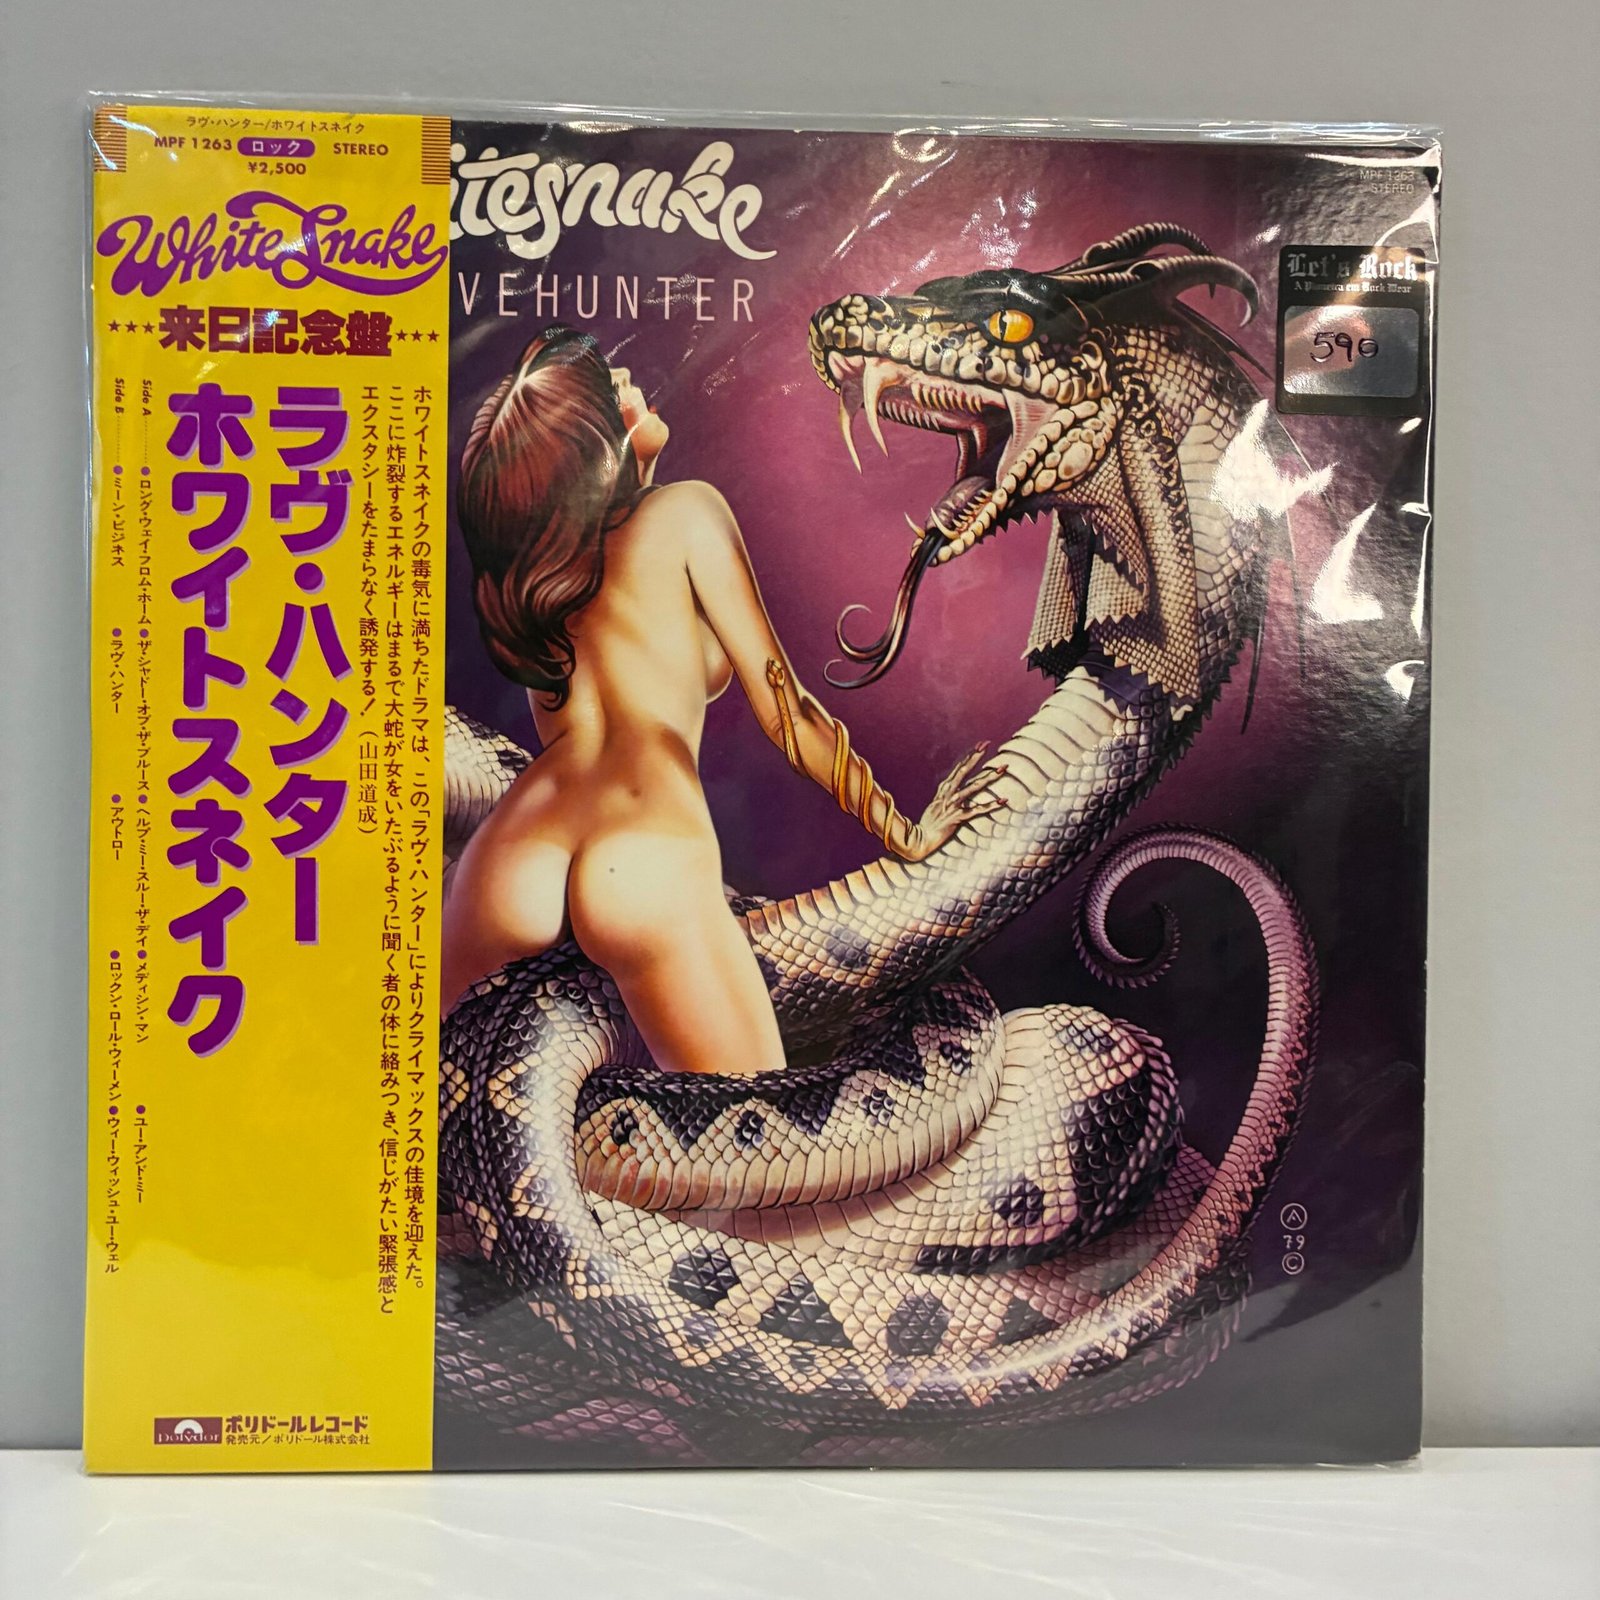 ラヴ・ハンター/ホワイトスネイク
MPF 1263 ロック STEREO
¥2,500
White Snake
★★★来日記念盤★★★
ラヴ・ハンター
ホワイトスネイク
ホワイトスネイクの毒気に満ちたドラマは、この「ラヴ・ハンター」によりクライマックスの佳境を迎えた。
ここに炸裂するエネルギーはまるで大蛇が女をいたぶるように聞く者の体に絡みつき、信じがたい緊張感と
エクスタシーをたまらなく誘発する!(山田道成)
Side A ●ロング・ウェイ・フロム・ホーム ●ザ・シャドー・オブ・ザ・ブルース ●ヘルプ・ミー・スルー・ザ・デイ ●メディシン・マン ●ユー・アンド・ミー
Side B ●ミーン・ビジネス ●ラヴ・ハンター ●アウトロー ●ロックン・ロール・ウィーメン ●ウィー・ウィッシュ・ユー・ウェル
polydor ポリドールレコード
発売元/ポリドール株式会社
itesnake
VEHUNTER
MPF 1263
STEREO
Let's Rock
A Pioneira em Rock Wear
590
A
79
©